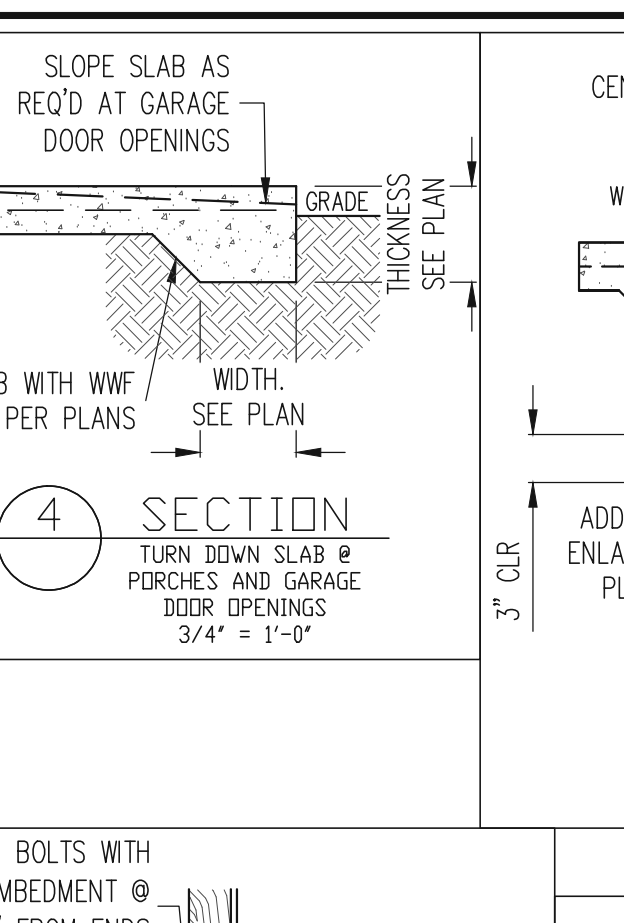 SLOPE SLAB AS
REQ'D AT GARAGE
DOOR OPENINGS
GRADE
THICKNESS
SEE PLAN
WITH WWF
PER PLANS
WIDTH.
SEE PLAN
4
SECTION
TURN DOWN SLAB @
PORCHES AND GARAGE
DOOR OPENINGS
3/4" = 1'-0"
3" CLR
ADD
BOLTS WITH
@
FROM ENDS